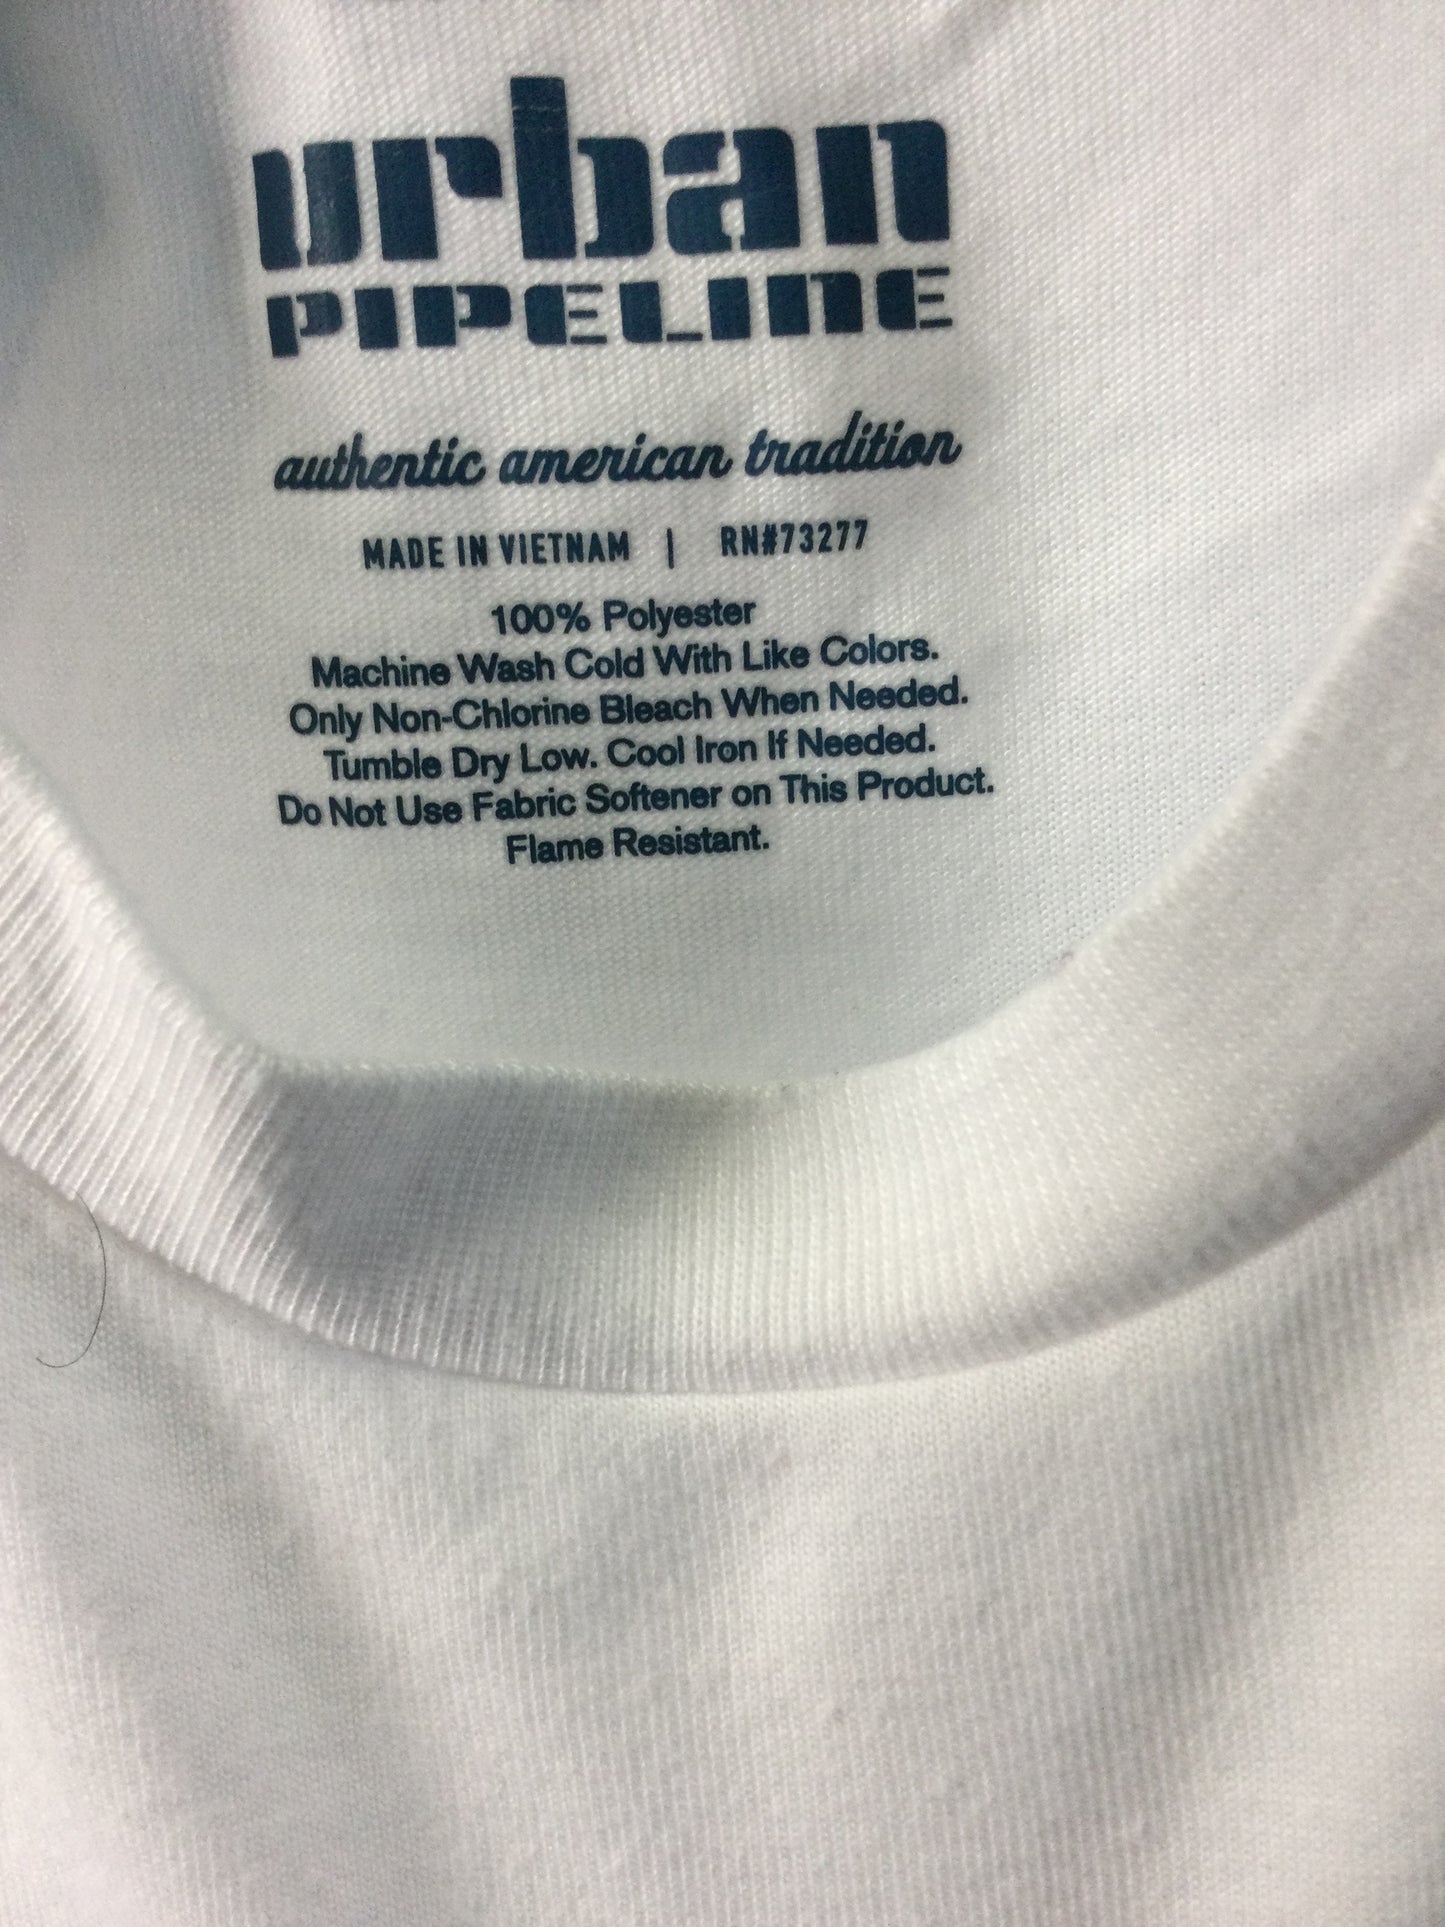 urban
PIPELINE
authentic american tradition
MADE IN VIETNAM | RN#73277
100% Polyester
Machine Wash Cold With Like Colors.
Only Non-Chlorine Bleach When Needed.
Tumble Dry Low. Cool Iron If Needed.
Do Not Use Fabric Softener on This Product.
Flame Resistant.